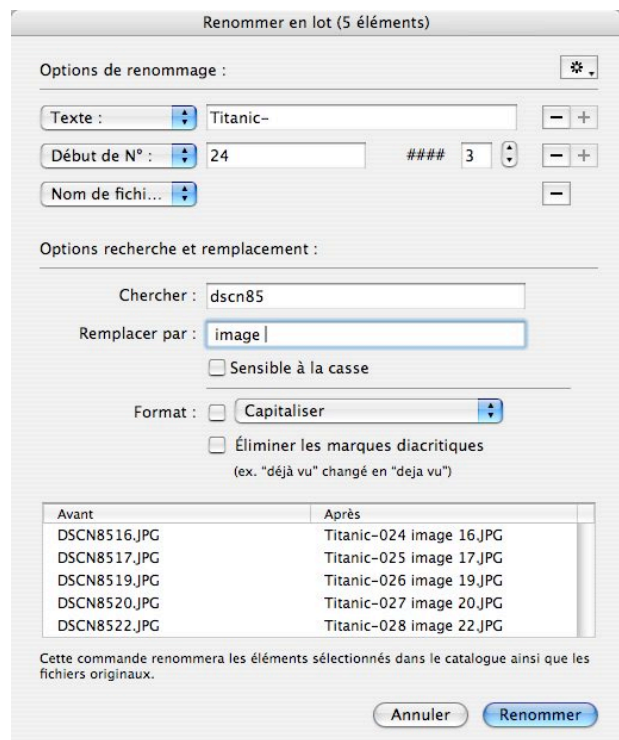 Renommer en lot (5 éléments)
Options de renommage :
Texte : Titanic-
Début de N° : 24 #### 3
Nom de fichi...
Options recherche et remplacement :
Chercher : dscn85
Remplacer par : image
Sensible à la casse
Format : Capitaliser
Éliminer les marques diacritiques
(ex. "déjà vu" changé en "deja vu")
Avant Après
DSCN8516.JPG Titanic-024 image 16.JPG
DSCN8517.JPG Titanic-025 image 17.JPG
DSCN8519.JPG Titanic-026 image 19.JPG
DSCN8520.JPG Titanic-027 image 20.JPG
DSCN8522.JPG Titanic-028 image 22.JPG
Cette commande renommera les éléments sélectionnés dans le catalogue ainsi que les
fichiers originaux.
Annuler Renommer